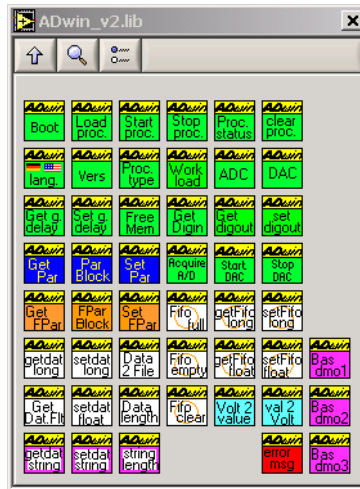 ADwin_v2.lib
ADwin ADwin ADwin ADwin ADwin ADwin
Boot Load proc. Start proc. Stop proc. Proc. status clear proc.
ADwin ADwin ADwin ADwin ADwin ADwin
lang. Vers Proc. type Work load ADC DAC
ADwin ADwin ADwin ADwin ADwin ADwin
Get g. delay Set g. delay Free Mem Get Digin Get digout set digout
ADwin ADwin ADwin ADwin ADwin ADwin
Get Par Par Block Set Par Acquire A/D Start DAC Stop DAC
ADwin ADwin ADwin ADwin ADwin ADwin
Get FPar FPar Block Set FPar Fifo full getFifo long setFifo long
ADwin ADwin ADwin ADwin ADwin ADwin ADwin
getdat long setdat long Data 2 File Fifo empty getFifo float setFifo float Bas dmo1
ADwin ADwin ADwin ADwin ADwin ADwin ADwin
Get Dat.Flt setdat float Data length Fifo clear Volt 2 value val 2 Volt Bas dmo2
ADwin ADwin ADwin ADwin ADwin
getdat string setdat string string length error msg Bas dmo3